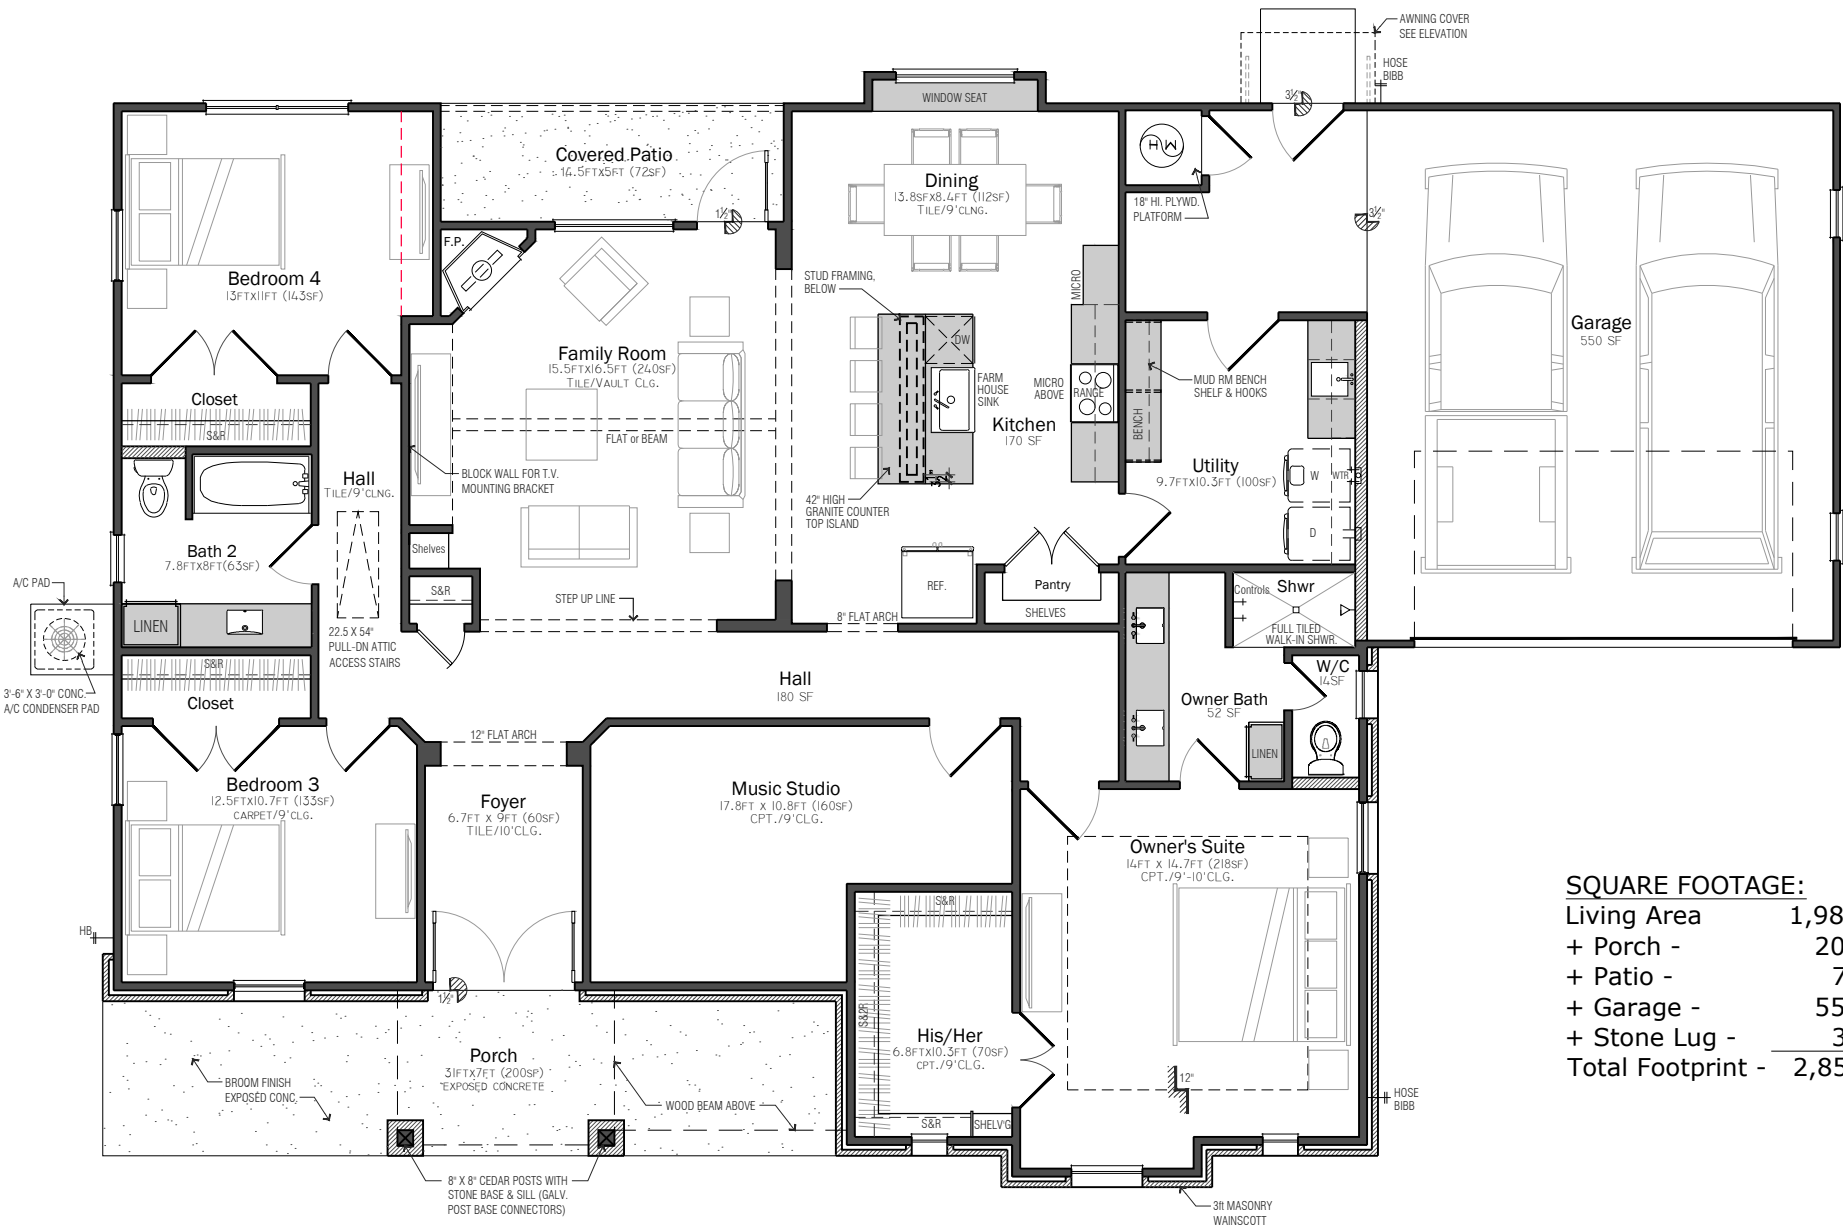 AWNING COVER
SEE ELEVATION
HOSE
BIBB
WINDOW SEAT
3½"
Covered Patio
14.5FTX5FT (72SF)
1½"
Dining
13.8SFX8.4FT (112SF)
TILE/9'CLNG.
18" HI. PLYWD.
PLATFORM
3½"
F.P.
Bedroom 4
13FTX11FT (143SF)
STUD FRAMING,
BELOW
MICRO
Garage
550 SF
Family Room
15.5FTX16.5FT (240SF)
TILE/VAULT CLG.
DW
FARM
HOUSE
SINK
MICRO
ABOVE
RANGE
MUD RM BENCH
SHELF & HOOKS
BENCH
Closet
S&R
FLAT or BEAM
Kitchen
170 SF
Hall
TILE/9'CLNG.
BLOCK WALL FOR T.V.
MOUNTING BRACKET
42" HIGH
GRANITE COUNTER
TOP ISLAND
Utility
9.7FTX10.3FT (100SF)
W
WTR
D
Bath 2
7.8FTX8FT(63SF)
Shelves
A/C PAD
LINEN
S&R
STEP UP LINE
REF.
Pantry
SHELVES
8" FLAT ARCH
Controls
Shwr
FULL TILED
WALK-IN SHWR.
22.5 X 54"
PULL-DN ATTIC
ACCESS STAIRS
S&R
Closet
3'-6" X 3'-0" CONC.
A/C CONDENSER PAD
Hall
180 SF
W/C
14SF
Owner Bath
52 SF
LINEN
12" FLAT ARCH
Bedroom 3
12.5FTX10.7FT (133SF)
CARPET/9'CLG.
Foyer
6.7FT X 9FT (60SF)
TILE/10'CLG.
Music Studio
17.8FT X 10.8FT (160SF)
CPT./9'CLG.
Owner's Suite
14FT X 14.7FT (218SF)
CPT./9'-10'CLG.
SQUARE FOOTAGE:
Living Area 1,98
+ Porch - 20
+ Patio - 7
+ Garage - 55
+ Stone Lug - 3
Total Footprint - 2,85
HB
1½"
S&R
S&R
His/Her
6.8FTX10.3FT (70SF)
CPT./9'CLG.
S&R
SHELV'G
12"
HOSE
BIBB
Porch
31FTX7FT (200SF)
EXPOSED CONCRETE
BROOM FINISH
EXPOSED CONC.
WOOD BEAM ABOVE
8" X 8" CEDAR POSTS WITH
STONE BASE & SILL (GALV.
POST BASE CONNECTORS)
3ft MASONRY
WAINSCOTT